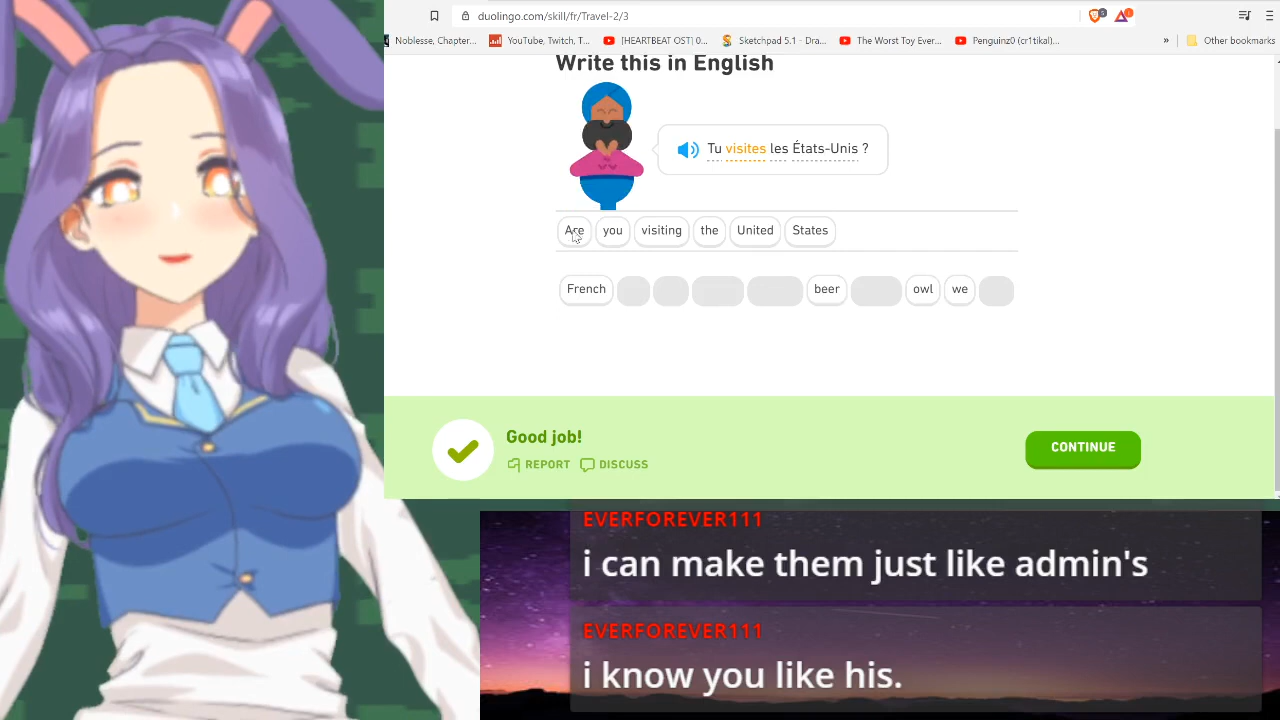 duolingo.com/skill/fr/Travel-2/3
Noblesse, Chapter... YouTube, Twitch, T... [HEARTBEAT OST] 0... Sketchpad 5.1 - Dr... The Worst Toy Ever... Penguinz0 (cr1tikal)... » Other bookmarks
Write this in English
Tu visites les États-Unis ?
Are you visiting the United States
French beer owl we
Good job!
REPORT DISCUSS
CONTINUE
EVERFOREVER111
i can make them just like admin's
EVERFOREVER111
i know you like his.